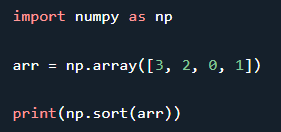 import numpy as np
arr = np.array([3, 2, 0, 1])
print(np.sort(arr))